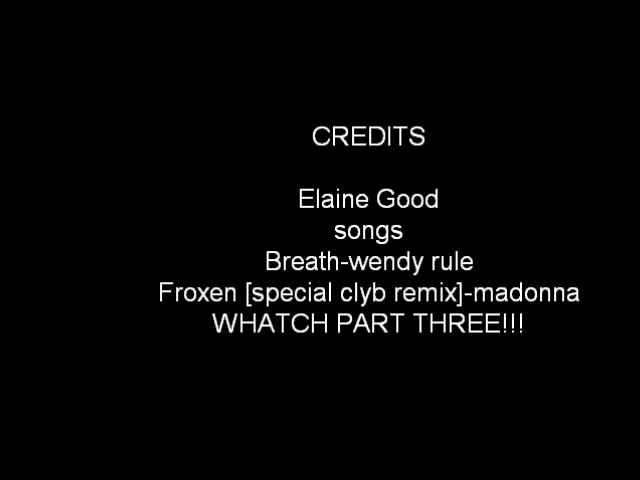 CREDITS
Elaine Good
songs
Breath-wendy rule
Froxen [special clyb remix]-madonna
WHATCH PART THREE!!!